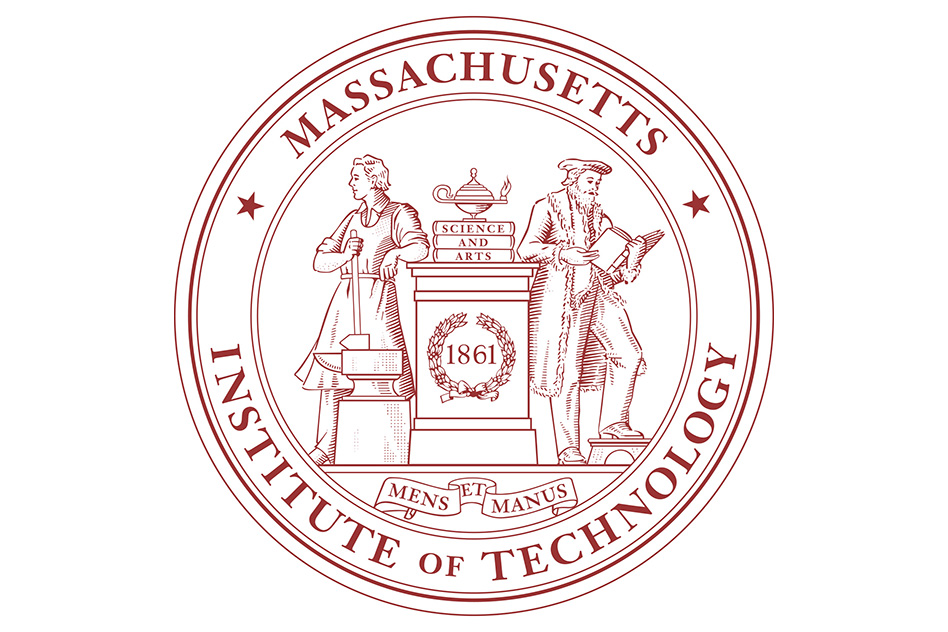 MASSACHUSETTS
SCIENCE
AND
ARTS
1861
MENS ET MANUS
INSTITUTE OF TECHNOLOGY